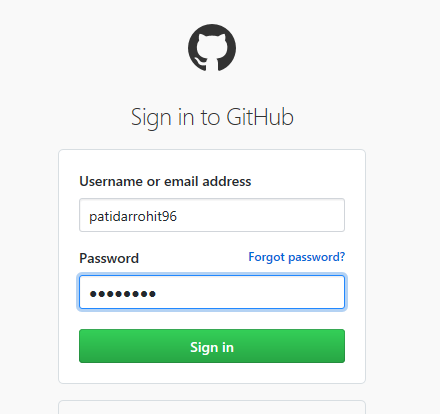 Sign in to GitHub
Username or email address
patidarrohit96
Password Forgot password?
••••••••
Sign in